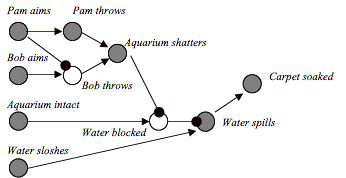 Pam aims Pam throws
Aquarium shatters
Bob aims
Bob throws
Carpet soaked
Aquarium intact
Water blocked Water spills
Water sloshes